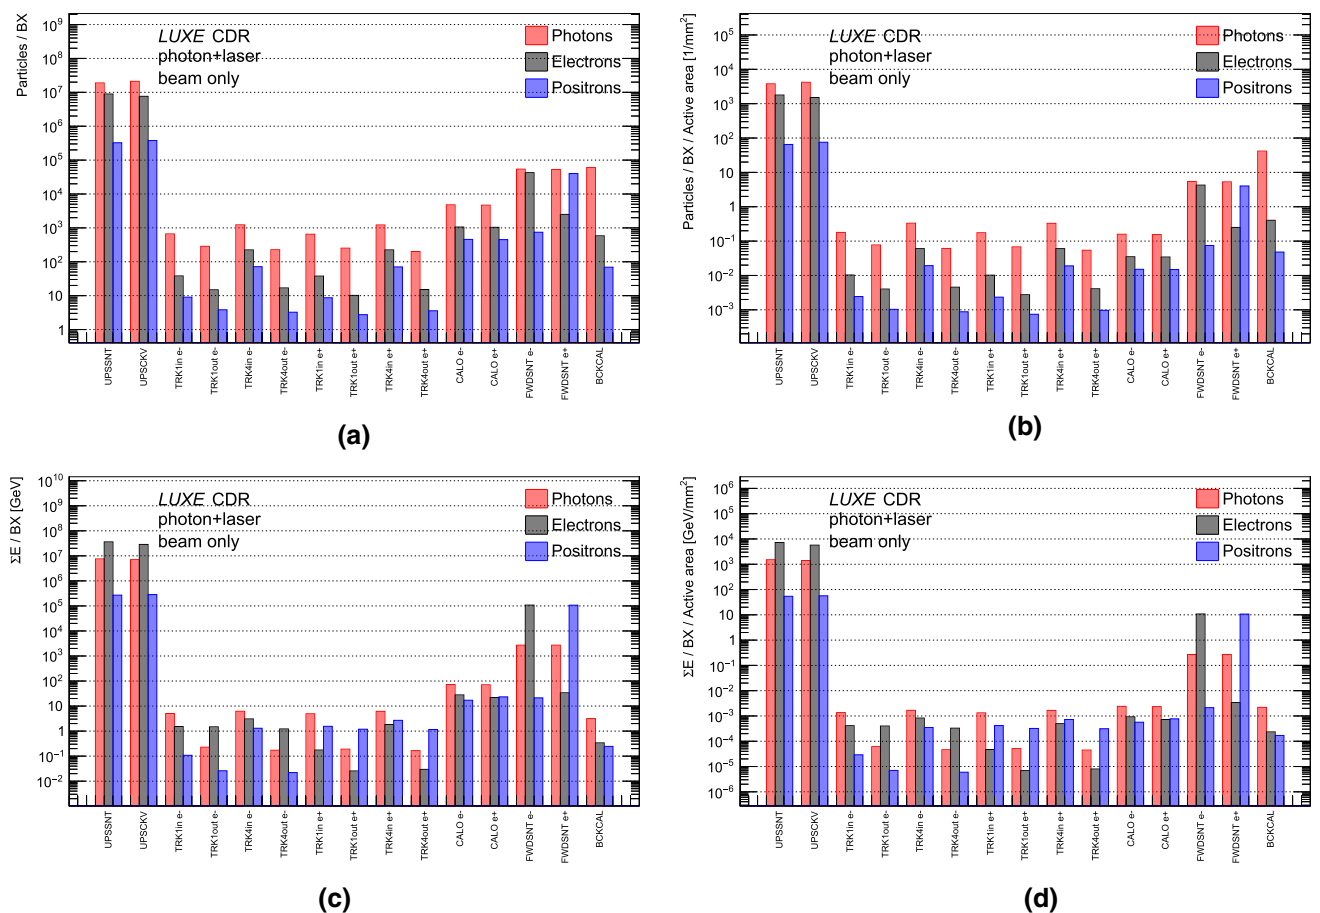 Particles / BX
10⁹
10⁸
10⁷
10⁶
10⁵
10⁴
10³
10²
10
1
LUXE CDR
photon+laser
beam only
Photons
Electrons
Positrons
UPSSNT
UPSCKV
TRK1in e-
TRK1out e-
TRK4in e-
TRK4out e-
TRK1in e+
TRK1out e+
TRK4in e+
TRK4out e+
CALO e-
CALO e+
FWDSNT e-
FWDSNT e+
BCKCAL
(a)
Particles / BX / Active area [1/mm²]
10⁵
10⁴
10³
10²
10
1
10⁻¹
10⁻²
10⁻³
LUXE CDR
photon+laser
beam only
Photons
Electrons
Positrons
UPSSNT
UPSCKV
TRK1in e-
TRK1out e-
TRK4in e-
TRK4out e-
TRK1in e+
TRK1out e+
TRK4in e+
TRK4out e+
CALO e-
CALO e+
FWDSNT e-
FWDSNT e+
BCKCAL
(b)
ΣE / BX [GeV]
10¹⁰
10⁹
10⁸
10⁷
10⁶
10⁵
10⁴
10³
10²
10
1
10⁻¹
10⁻²
LUXE CDR
photon+laser
beam only
Photons
Electrons
Positrons
UPSSNT
UPSCKV
TRK1in e-
TRK1out e-
TRK4in e-
TRK4out e-
TRK1in e+
TRK1out e+
TRK4in e+
TRK4out e+
CALO e-
CALO e+
FWDSNT e-
FWDSNT e+
BCKCAL
(c)
ΣE / BX / Active area [GeV/mm²]
10⁶
10⁵
10⁴
10³
10²
10
1
10⁻¹
10⁻²
10⁻³
10⁻⁴
10⁻⁵
10⁻⁶
LUXE CDR
photon+laser
beam only
Photons
Electrons
Positrons
UPSSNT
UPSCKV
TRK1in e-
TRK1out e-
TRK4in e-
TRK4out e-
TRK1in e+
TRK1out e+
TRK4in e+
TRK4out e+
CALO e-
CALO e+
FWDSNT e-
FWDSNT e+
BCKCAL
(d)